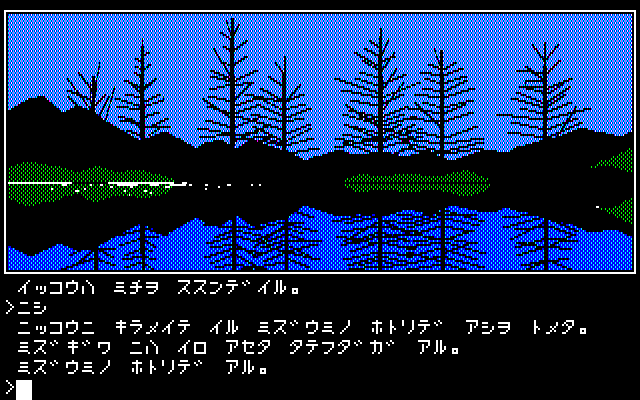 イッコウハ ミチヲ ススンデイル。
>ニシ
ニッコウニ キラメイテ イル ミズウミノ ホトリデ アシヲ トメタ。
ミズギワ ニハ イロ アセタ タテフダガ アル。
ミズウミノ ホトリデ アル。
>